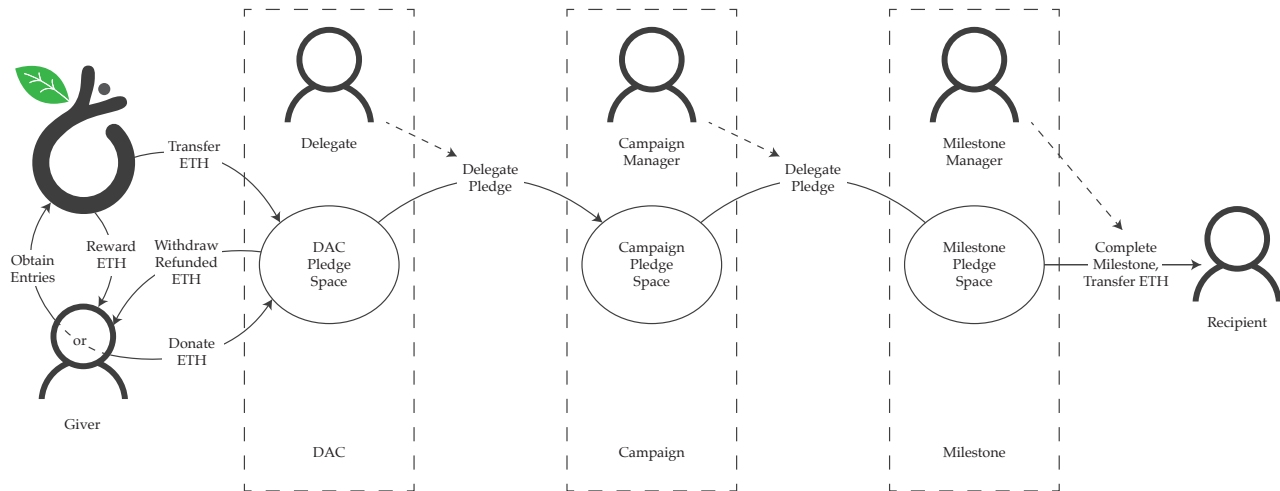 Delegate
Campaign
Manager
Milestone
Manager
Transfer
ETH
Delegate
Pledge
Delegate
Pledge
Obtain
Entries
Reward
ETH
Withdraw
Refunded
ETH
DAC
Pledge
Space
Campaign
Pledge
Space
Milestone
Pledge
Space
Complete
Milestone,
Transfer ETH
Recipient
or
Donate
ETH
Giver
DAC
Campaign
Milestone